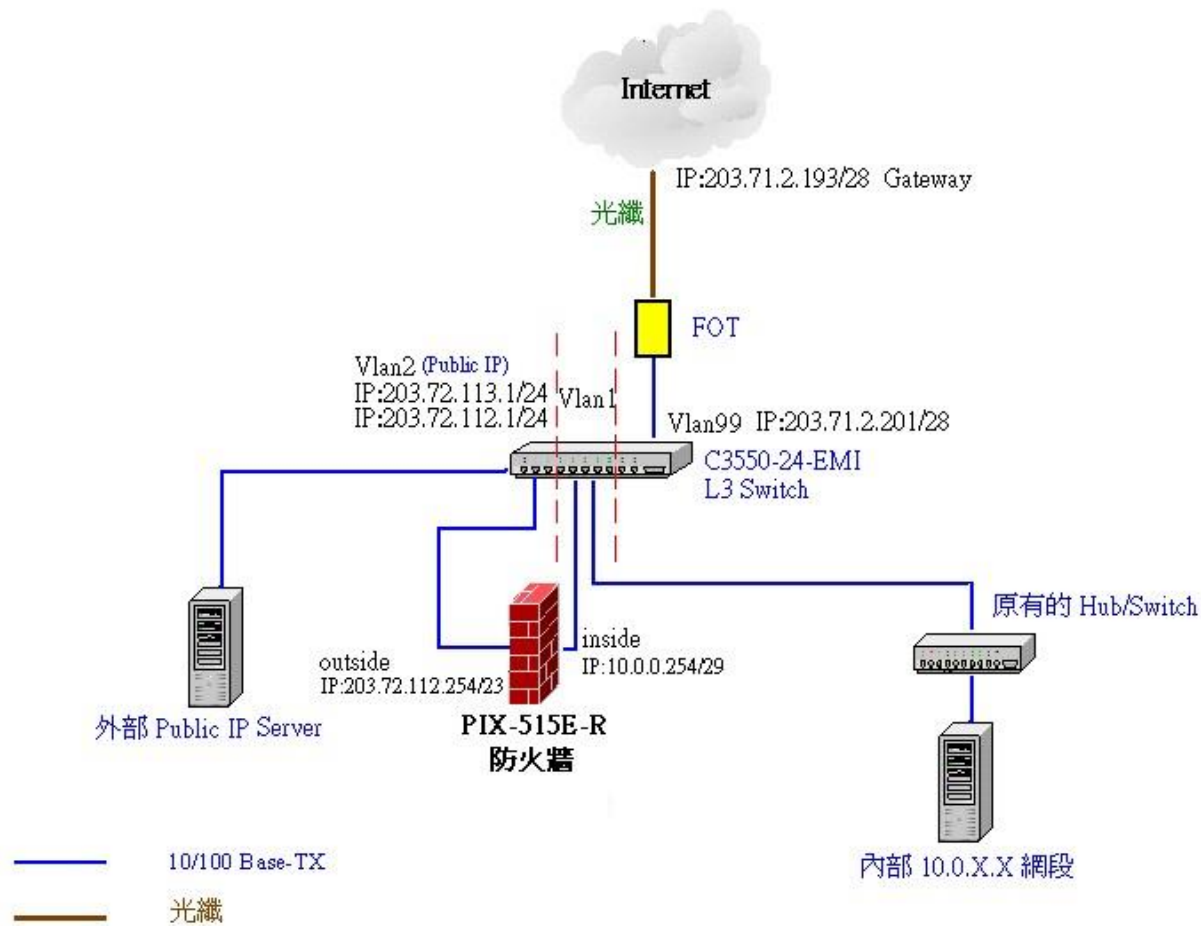 Internet
IP:203.71.2.193/28 Gateway
光纖
FOT
Vlan2 (Public IP)
IP:203.72.113.1/24
IP:203.72.112.1/24
Vlan1
Vlan99 IP:203.71.2.201/28
C3550-24-EMI
L3 Switch
原有的 Hub/Switch
inside
IP:10.0.0.254/29
outside
IP:203.72.112.254/23
外部 Public IP Server
PIX-515E-R
防火牆
內部 10.0.X.X 網段
10/100 Base-TX
光纖